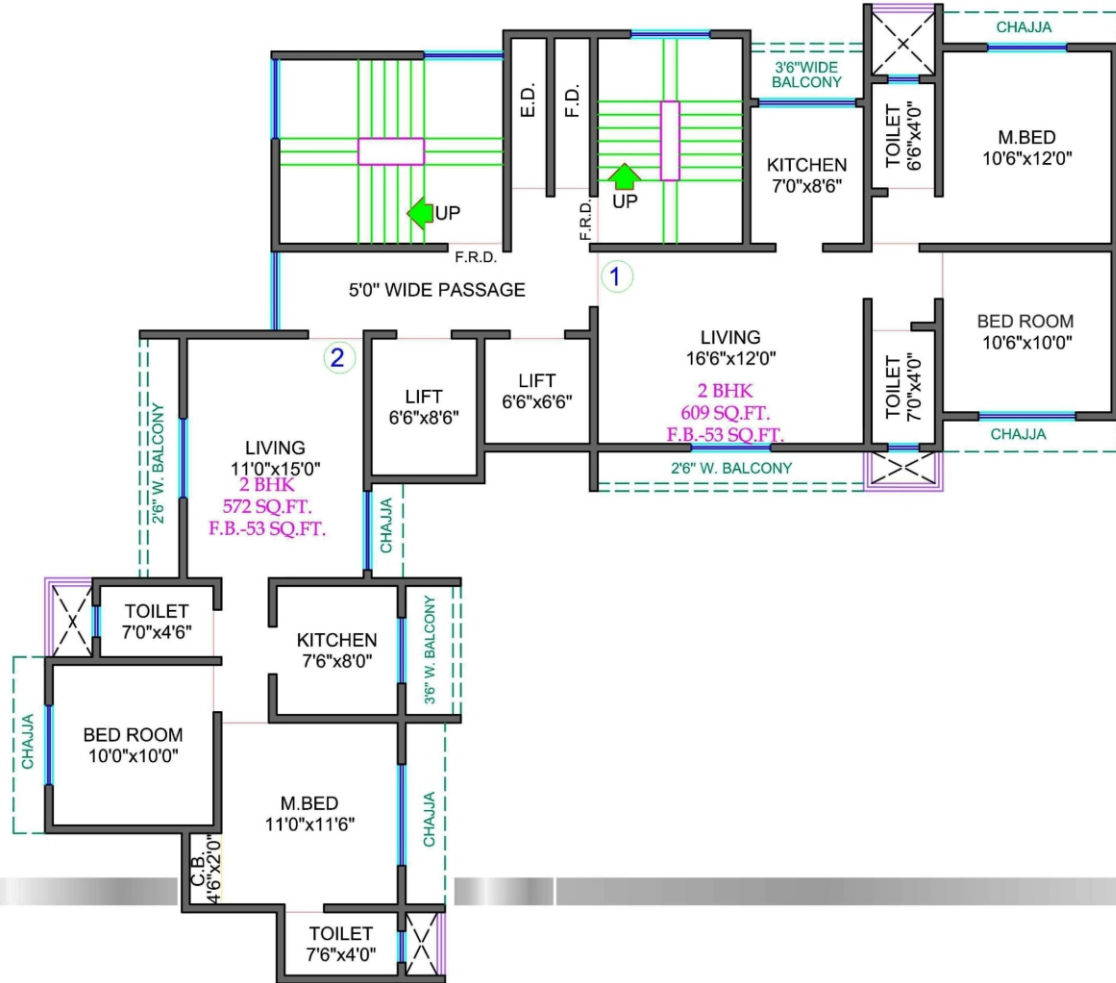 CHAJJA
3'6"WIDE
BALCONY
E.D.
F.D.
TOILET
6'6"x4'0"
M.BED
10'6"x12'0"
KITCHEN
7'0"x8'6"
UP
UP
F.R.D.
F.R.D.
1
5'0" WIDE PASSAGE
BED ROOM
10'6"x10'0"
LIVING
16'6"x12'0"
2 BHK
609 SQ.FT.
F.B.-53 SQ.FT.
2
LIFT
6'6"x8'6"
LIFT
6'6"x6'6"
TOILET
7'0"x4'0"
CHAJJA
2'6" W. BALCONY
2'6" W. BALCONY
LIVING
11'0"x15'0"
2 BHK
572 SQ.FT.
F.B.-53 SQ.FT.
CHAJJA
TOILET
7'0"x4'6"
KITCHEN
7'6"x8'0"
3'6" W. BALCONY
CHAJJA
BED ROOM
10'0"x10'0"
M.BED
11'0"x11'6"
CHAJJA
C.B.
4'6"x2'0"
TOILET
7'6"x4'0"